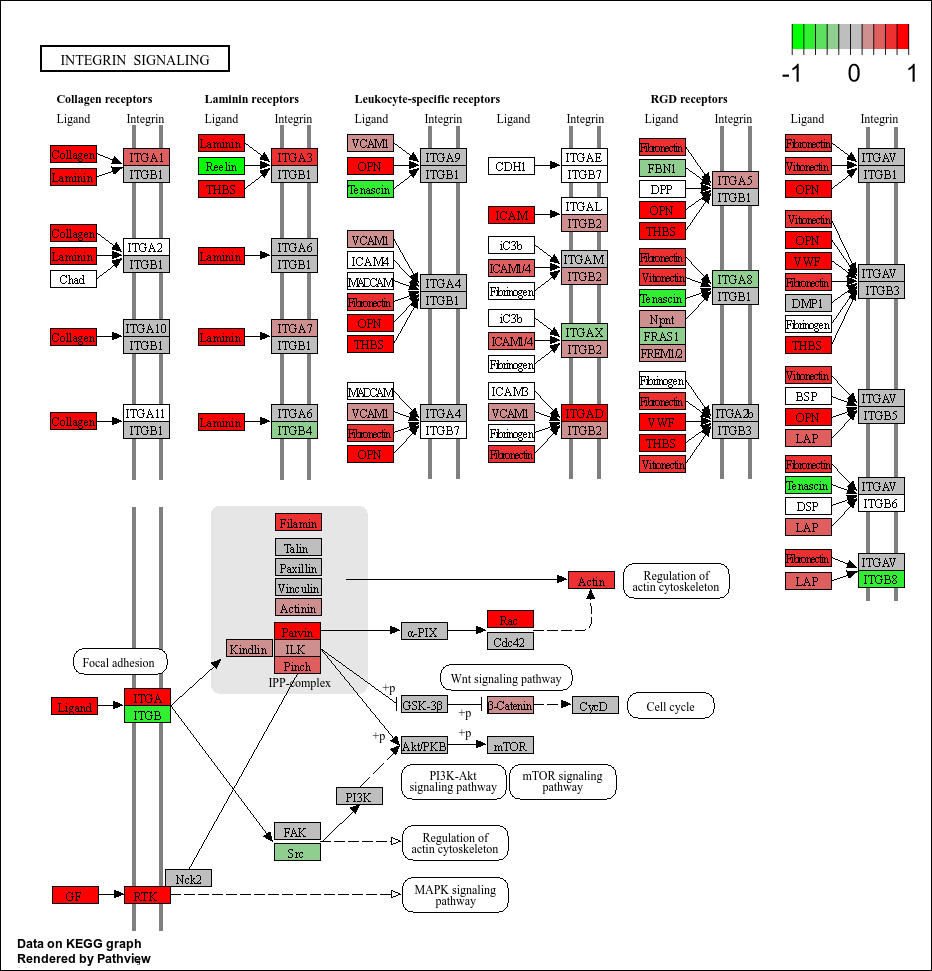 INTEGRIN SIGNALING
-1 0 1
Collagen receptors
Ligand Integrin
Collagen
Laminin
ITGA1
ITGB1
Collagen
Laminin
Chad
ITGA2
ITGB1
Collagen
ITGA10
ITGB1
Collagen
ITGA11
ITGB1
Laminin receptors
Ligand Integrin
Laminin
Reelin
THBS
ITGA3
ITGB1
Laminin
ITGA6
ITGB1
Laminin
ITGA7
ITGB1
Laminin
ITGA6
ITGB4
Leukocyte-specific receptors
Ligand Integrin
VCAM1
OPN
Tenascin
ITGA9
ITGB1
VCAM1
ICAM4
MADCAM
Fibronectin
OPN
THBS
ITGA4
ITGB1
MADCAM
VCAM1
Fibronectin
OPN
ITGA4
ITGB7
Ligand Integrin
CDH1
ITGAE
ITGB7
ICAM
ITGAL
ITGB2
iC3b
ICAM1/4
Fibrinogen
ITGAM
ITGB2
iC3b
ICAM1/4
Fibrinogen
ITGAX
ITGB2
ICAM3
VCAM1
Fibrinogen
Fibronectin
ITGAD
ITGB2
RGD receptors
Ligand Integrin
Fibronectin
FBN1
DPP
OPN
THBS
ITGA5
ITGB1
Fibronectin
Vitronectin
Tenascin
Npnt
FRAS1
FREM1/2
ITGA8
ITGB1
Fibrinogen
Fibronectin
VWF
THBS
Vitronectin
ITGA2b
ITGB3
Ligand Integrin
Fibronectin
Vitronectin
OPN
ITGAV
ITGB1
Vitronectin
OPN
VWF
Fibronectin
DMP1
Fibrinogen
THBS
ITGAV
ITGB3
Vitronectin
BSP
OPN
LAP
ITGAV
ITGB5
Fibronectin
Tenascin
DSP
LAP
ITGAV
ITGB6
Fibronectin
LAP
ITGAV
ITGB8
Filamin
Talin
Paxillin
Vinculin
Actinin
Parvin
Kindlin
ILK
Pinch
IPP-complex
Focal adhesion
Ligand
ITGA
ITGB
Actin
Regulation of
actin cytoskeleton
α-PIX
Rac
Cdc42
Wnt signaling pathway
+p
GSK-3β
+p
β-Catenin
CycD
Cell cycle
+p
Akt/PKB
+p
mTOR
PI3K-Akt
signaling pathway
mTOR signaling
pathway
PI3K
FAK
Src
Regulation of
actin cytoskeleton
Nck2
GF
RTK
MAPK signaling
pathway
Data on KEGG graph
Rendered by Pathview